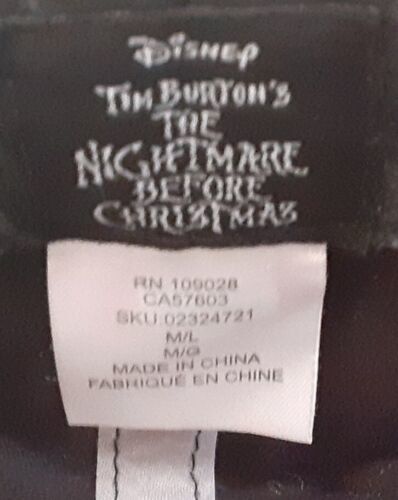 Disney
TIM BURTON'S
THE
NIGHTMARE
BEFORE
CHRISTMAS
RN 109028
CA57603
SKU:02324721
M/L
M/G
MADE IN CHINA
FABRIQUÉ EN CHINE